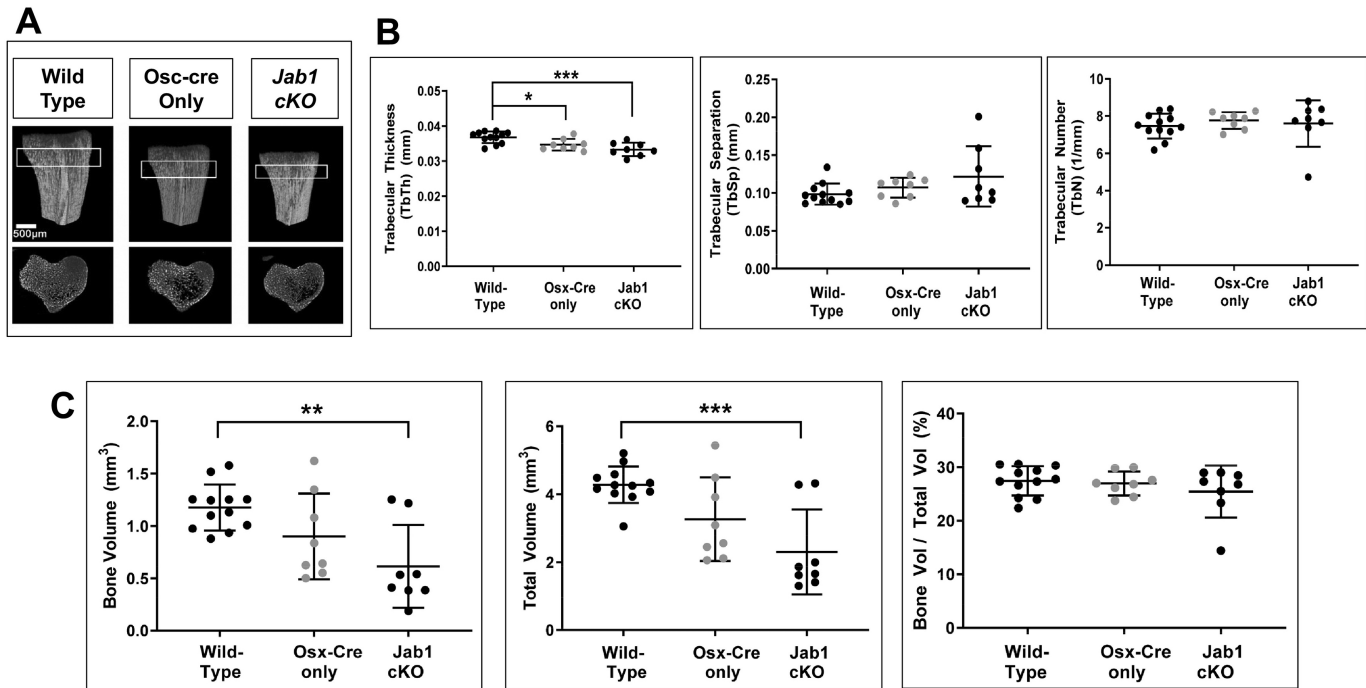 A
Wild
Type
Osc-cre
Only
Jab1
cKO
500µm
B
Trabecular Thickness
(TbTh) (mm)
0.05
0.04
0.03
0.02
0.01
0.00
***
*
Wild-
Type
Osx-Cre
only
Jab1
cKO
Trabecular Separation
(TbSp) (mm)
0.25
0.20
0.15
0.10
0.05
0.00
Wild-
Type
Osx-Cre
only
Jab1
cKO
Trabecular Number
(TbN) (1/mm)
10
8
6
4
2
0
Wild-
Type
Osx-Cre
only
Jab1
cKO
C
Bone Volume (mm³)
2.0
1.5
1.0
0.5
0.0
**
Wild-
Type
Osx-Cre
only
Jab1
cKO
Total Volume (mm³)
6
4
2
0
***
Wild-
Type
Osx-Cre
only
Jab1
cKO
Bone Vol / Total Vol (%)
40
30
20
10
0
Wild-
Type
Osx-Cre
only
Jab1
cKO